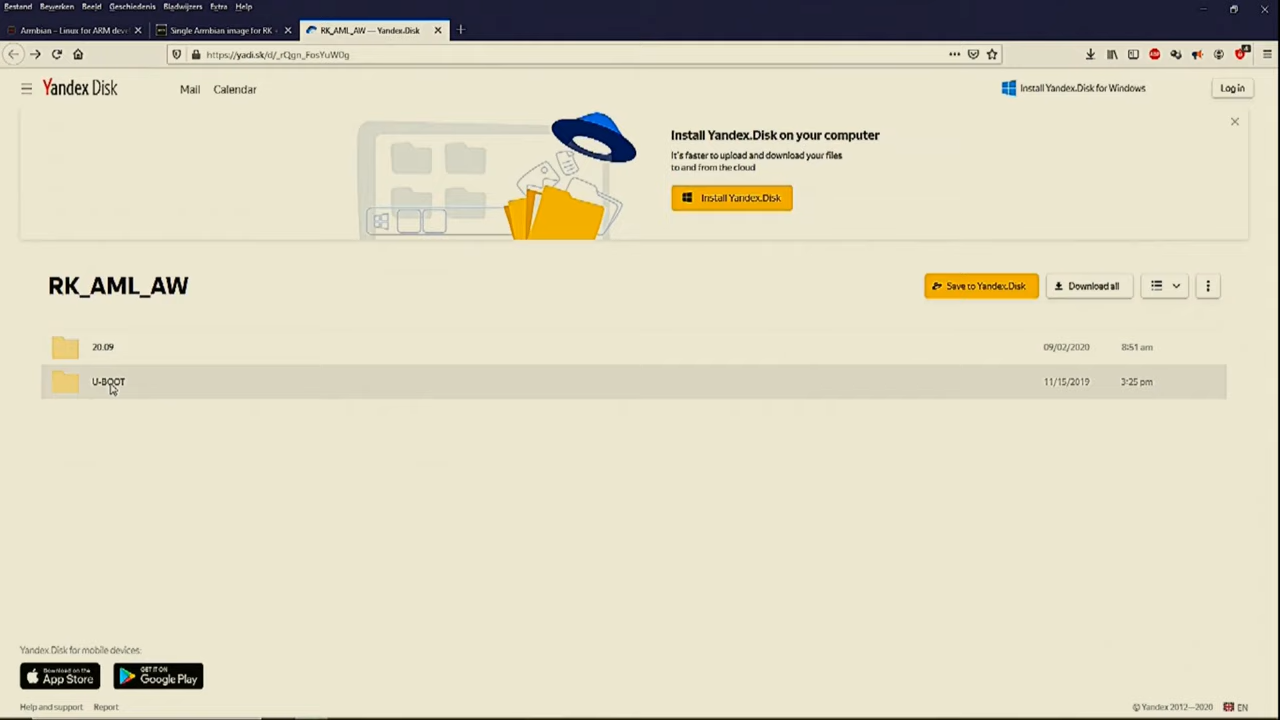 Bestand Bewerken Beeld Geschiedenis Bladwijzers Extra Help
Armbian – Linux for ARM deve
Single Armbian image for RK +
RK_AML_AW — Yandex.Disk
https://yadi.sk/d/_rQgn_FosYuW0g
Yandex Disk
Mail
Calendar
Install Yandex.Disk for Windows
Log in
Install Yandex.Disk on your computer
It's faster to upload and download your files
to and from the cloud
Install Yandex.Disk
RK_AML_AW
Save to Yandex.Disk
Download all
20.09
09/02/2020
8:51 am
U-BOOT
11/15/2019
3:25 pm
Yandex.Disk for mobile devices:
Download on the
App Store
GET IT ON
Google Play
Help and support
Report
© Yandex 2012—2020
EN